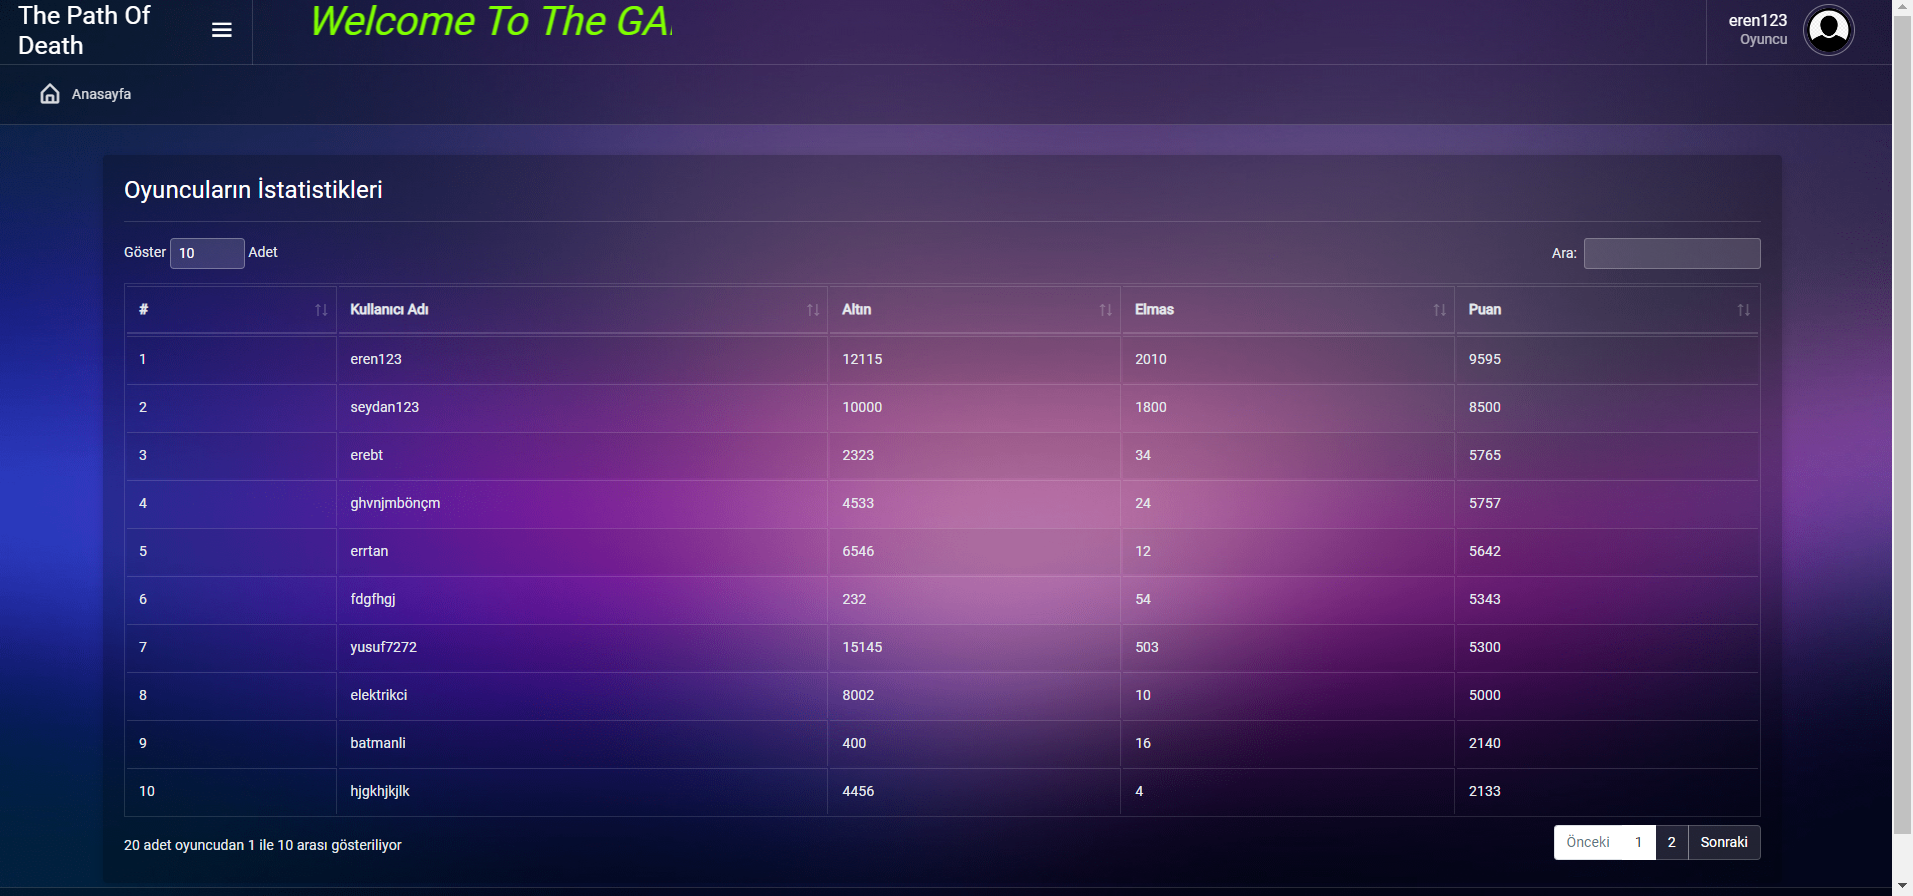 The Path Of
Death
Welcome To The GA
eren123
Oyuncu
Anasayfa
Oyuncuların İstatistikleri
Göster 10 Adet
Ara:
# Kullanıcı Adı Altın Elmas Puan
1 eren123 12115 2010 9595
2 seydan123 10000 1800 8500
3 erebt 2323 34 5765
4 ghvnjmbönçm 4533 24 5757
5 errtan 6546 12 5642
6 fdgfhgj 232 54 5343
7 yusuf7272 15145 503 5300
8 elektrikci 8002 10 5000
9 batmanli 400 16 2140
10 hjgkhjkjlk 4456 4 2133
20 adet oyuncudan 1 ile 10 arası gösteriliyor
Önceki 1 2 Sonraki